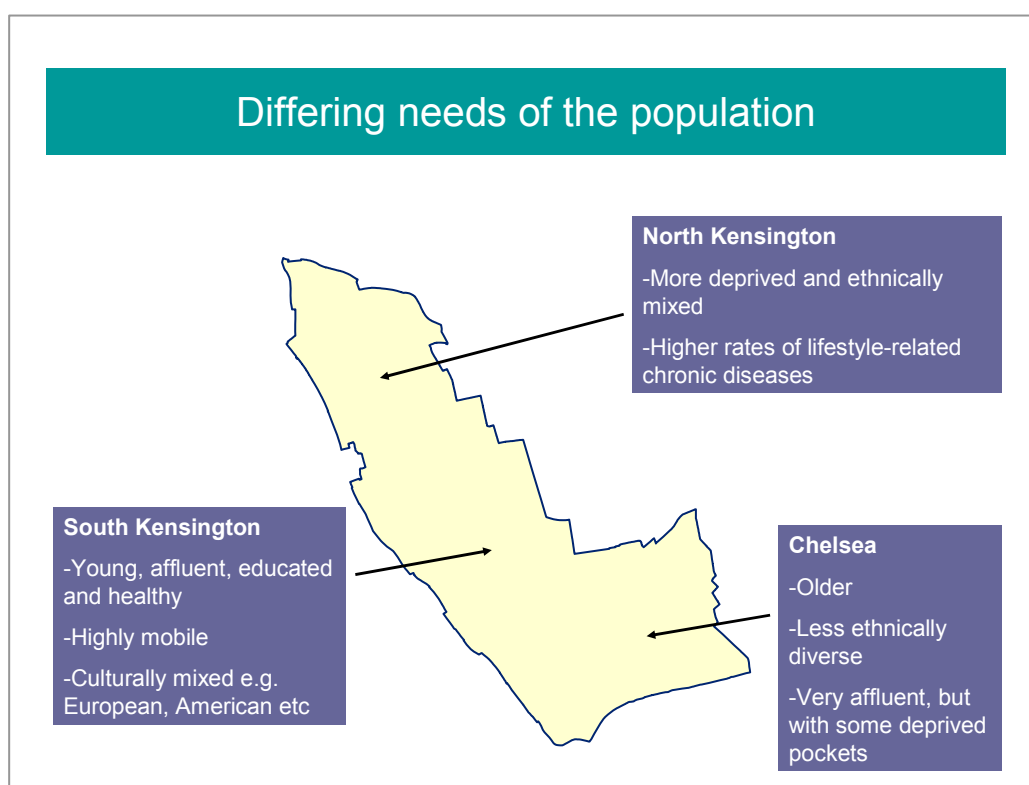 Differing needs of the population
North Kensington
-More deprived and ethnically
mixed
-Higher rates of lifestyle-related
chronic diseases
South Kensington
-Young, affluent, educated
and healthy
-Highly mobile
-Culturally mixed e.g.
European, American etc
Chelsea
-Older
-Less ethnically
diverse
-Very affluent, but
with some deprived
pockets